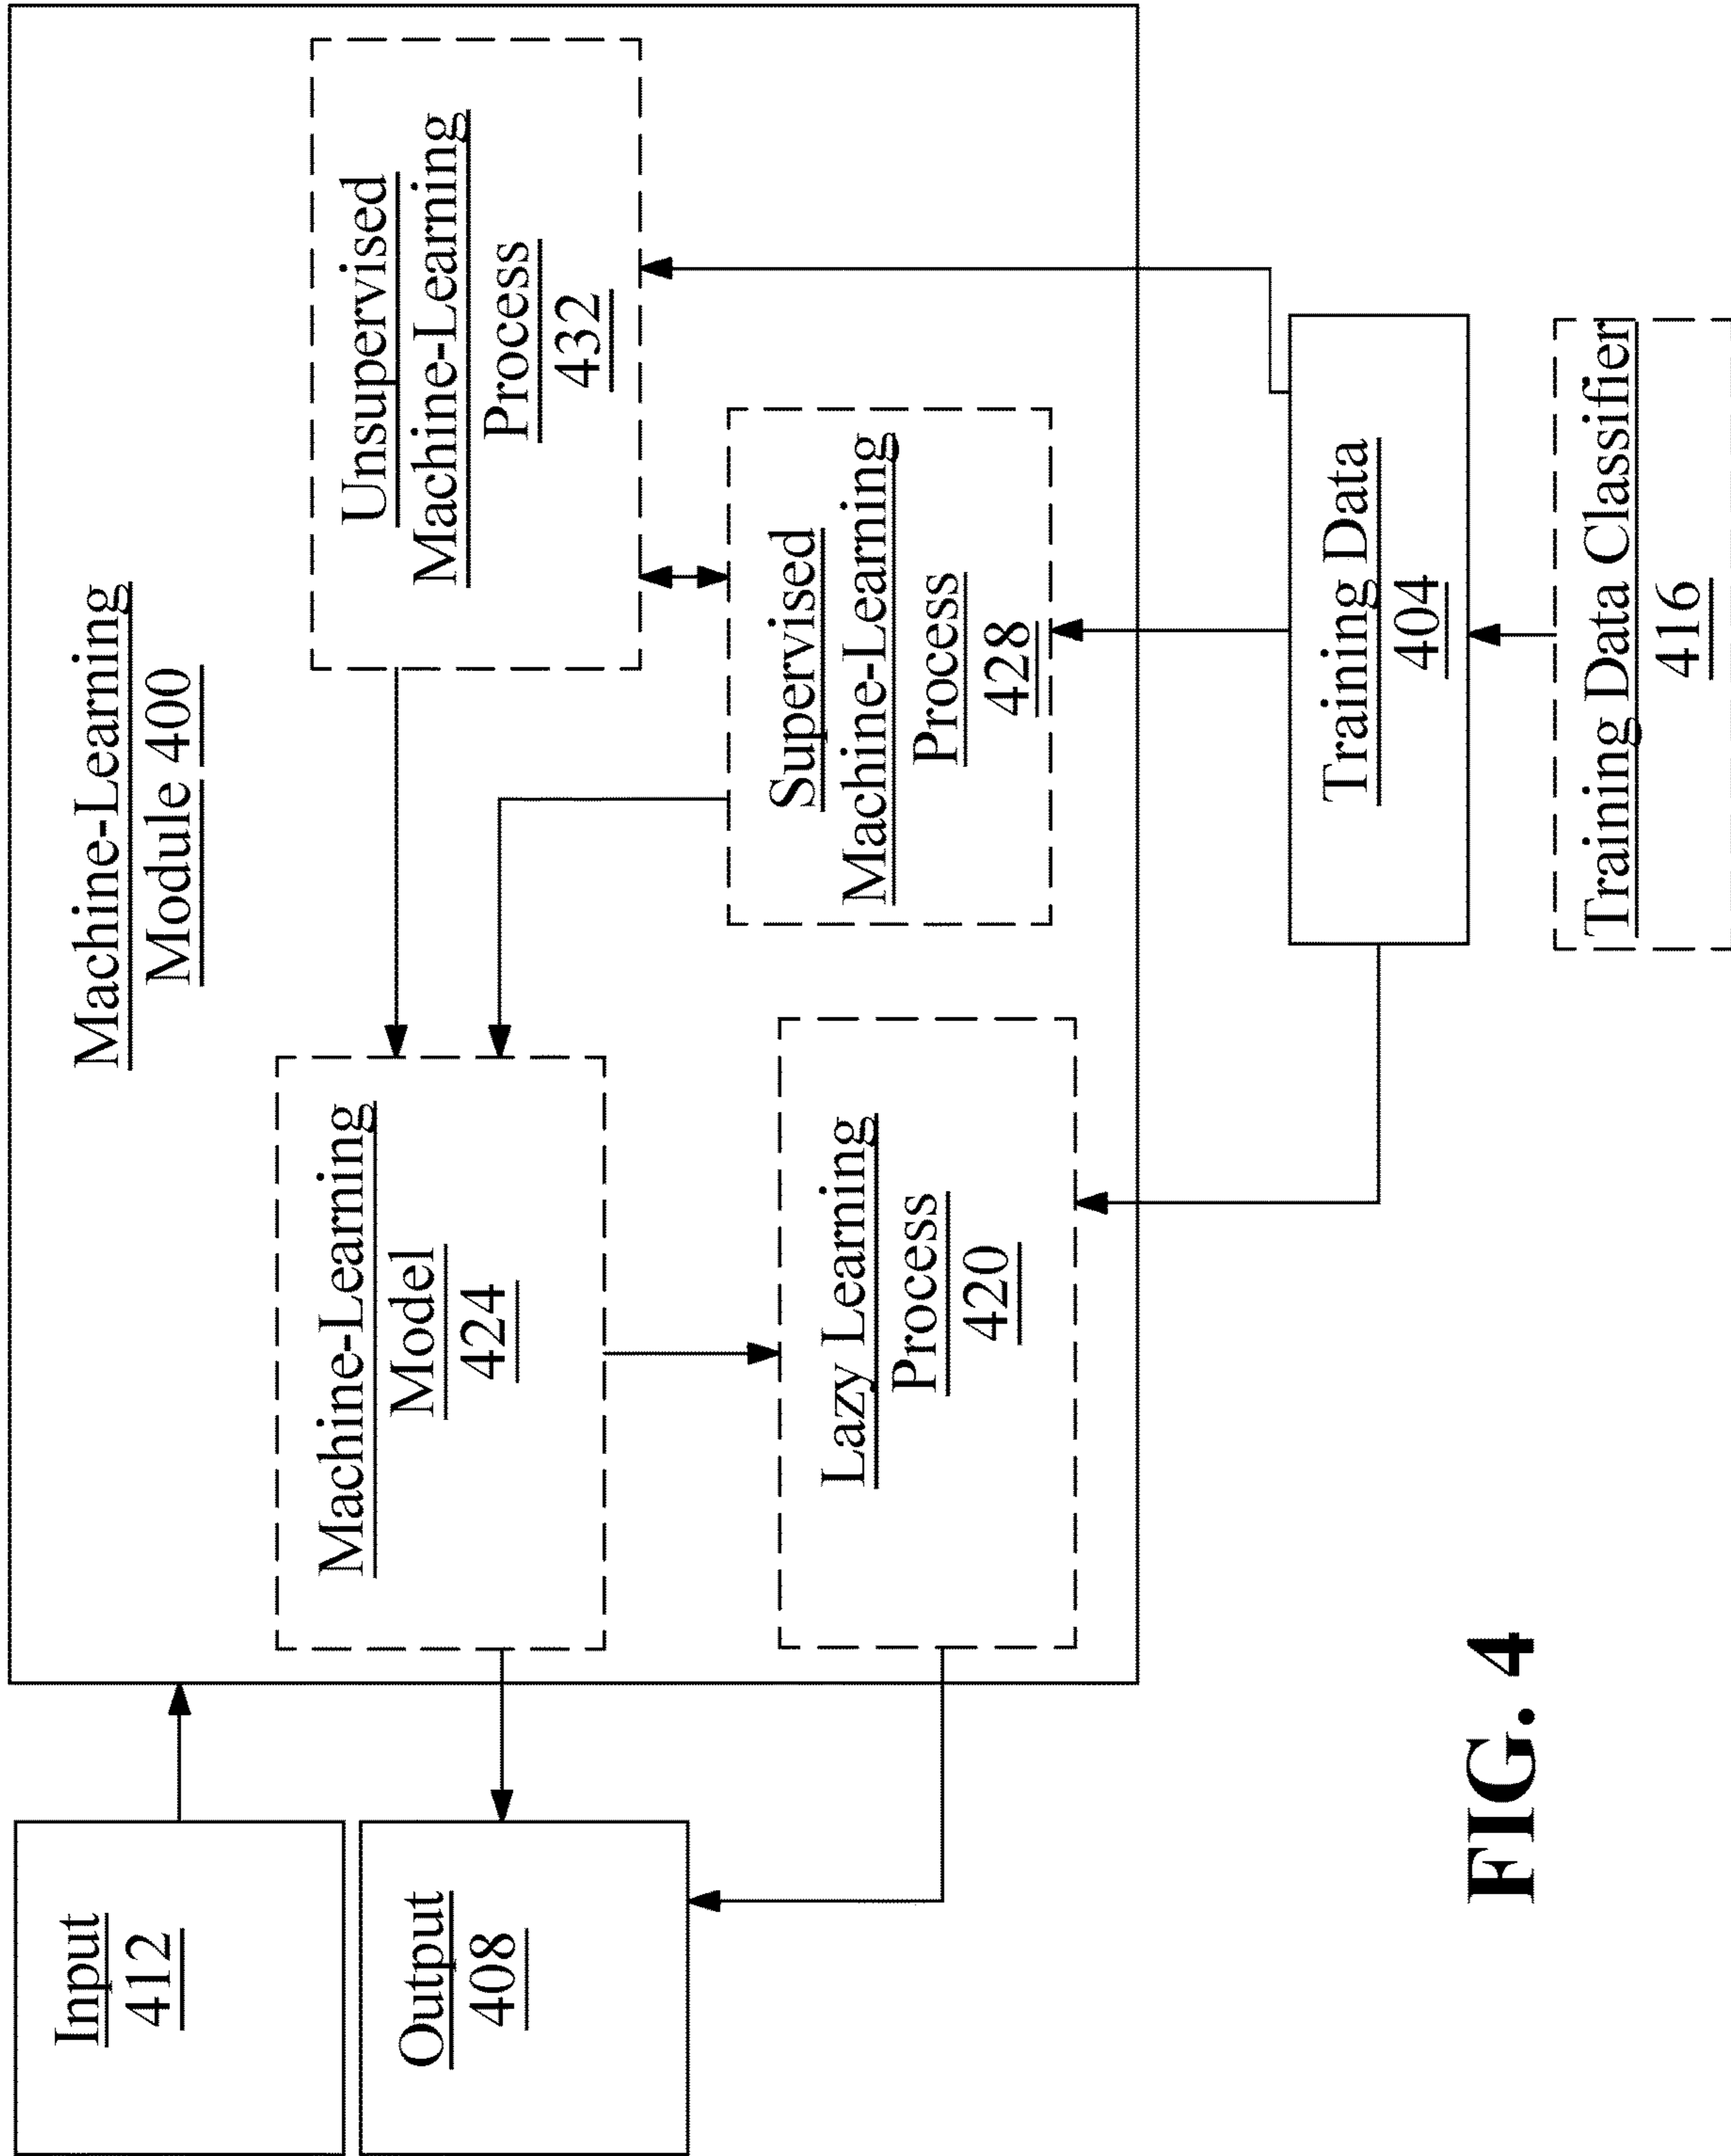 Machine-Learning
Module 400
Input
412
Output
408
Machine-Learning
Model
424
Unsupervised
Machine-Learning
Process
432
Lazy Learning
Process
420
Supervised
Machine-Learning
Process
428
Training Data
404
Training Data Classifier
416
FIG. 4